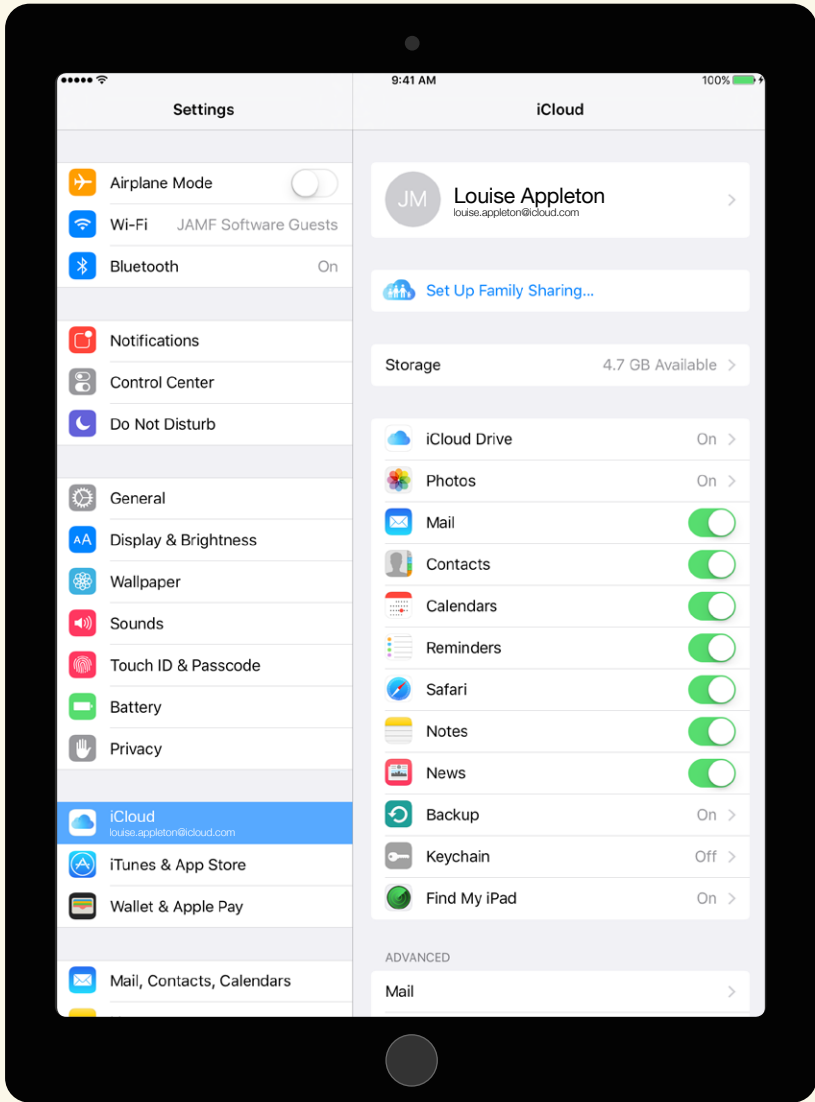 9:41 AM
100%
Settings
Airplane Mode
Wi-Fi JAMF Software Guests
Bluetooth On
Notifications
Control Center
Do Not Disturb
General
AA Display & Brightness
Wallpaper
Sounds
Touch ID & Passcode
Battery
Privacy
iCloud
louise.appleton@icloud.com
iTunes & App Store
Wallet & Apple Pay
Mail, Contacts, Calendars
iCloud
JM Louise Appleton
louise.appleton@icloud.com
Set Up Family Sharing...
Storage 4.7 GB Available
iCloud Drive On
Photos On
Mail
Contacts
Calendars
Reminders
Safari
Notes
News
Backup On
Keychain Off
Find My iPad On
ADVANCED
Mail